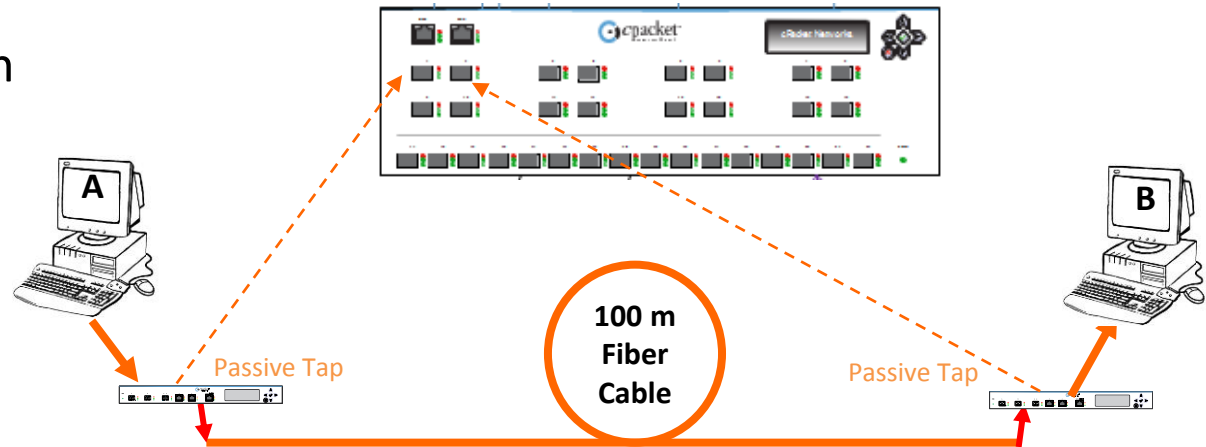 n
cpacket
cPacket Networks
A
B
100 m
Fiber
Cable
Passive Tap
Passive Tap